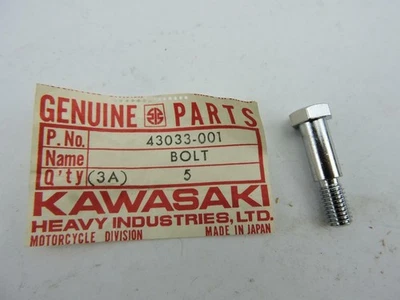 GENUINE PARTS
P.No. 43033-001
Name BOLT
Q'ty (3A) 5
KAWASAKI
HEAVY INDUSTRIES, LTD.
MOTORCYCLE DIVISION MADE IN JAPAN